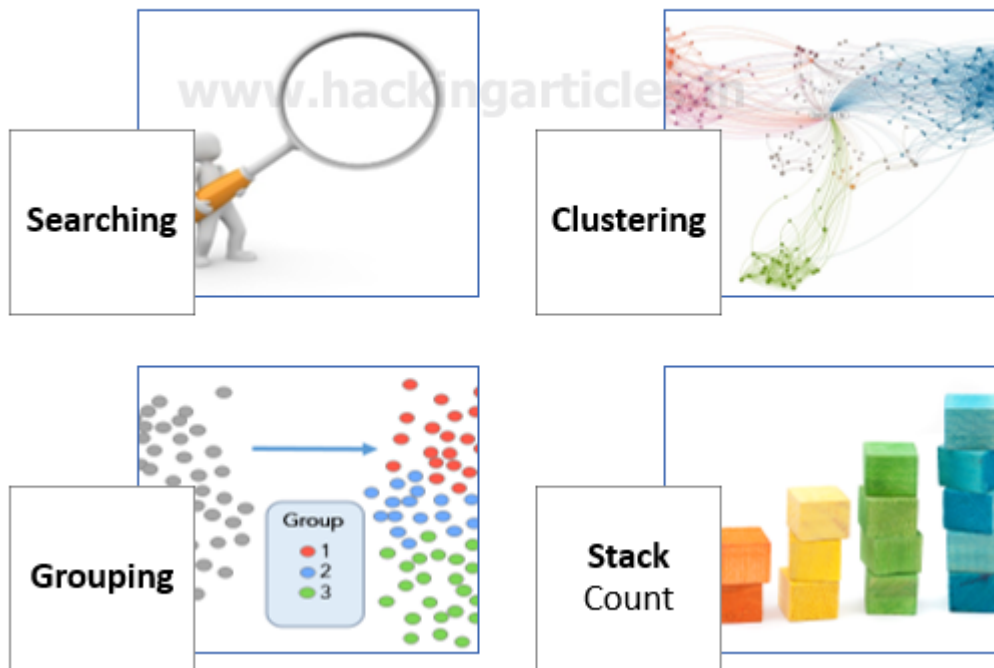 www.hackingarticles.in
Searching
Clustering
Grouping
Group
1
2
3
Stack
Count